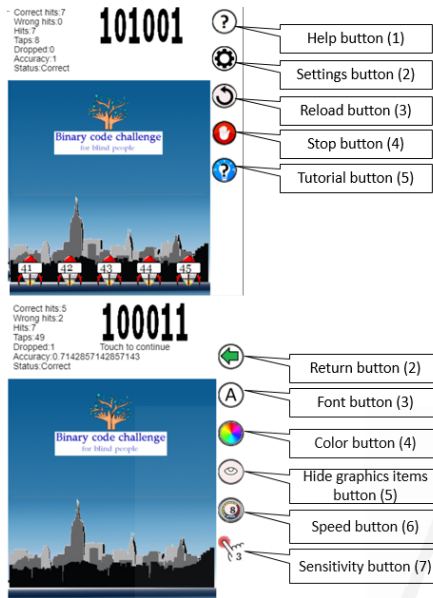 Correct hits:7
Wrong hits:0
Hits:7
Taps:8
Dropped:0
Accuracy:1
Status:Correct
101001
?
Help button (1)
Settings button (2)
Reload button (3)
Stop button (4)
?
Tutorial button (5)
Binary code challenge
for blind people
41 42 43 44 45
Correct hits:5
Wrong hits:2
Hits:7
Taps:49
Dropped:1
Accuracy:0.7142857142857143
Status:Correct
100011
Touch to continue
Return button (2)
A
Font button (3)
Color button (4)
Hide graphics items
button (5)
8
Speed button (6)
3
Sensitivity button (7)
Binary code challenge
for blind people